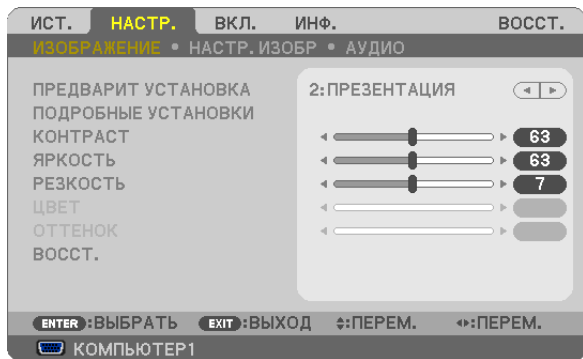 ИСТ. НАСТР. ВКЛ. ИНФ. ВОССТ.
ИЗОБРАЖЕНИЕ • НАСТР. ИЗОБР • АУДИО
ПРЕДВАРИТ УСТАНОВКА 2:ПРЕЗЕНТАЦИЯ
ПОДРОБНЫЕ УСТАНОВКИ
КОНТРАСТ 63
ЯРКОСТЬ 63
РЕЗКОСТЬ 7
ЦВЕТ
ОТТЕНОК
ВОССТ.
ENTER :ВЫБРАТЬ EXIT :ВЫХОД :ПЕРЕМ. :ПЕРЕМ.
КОМПЬЮТЕР1